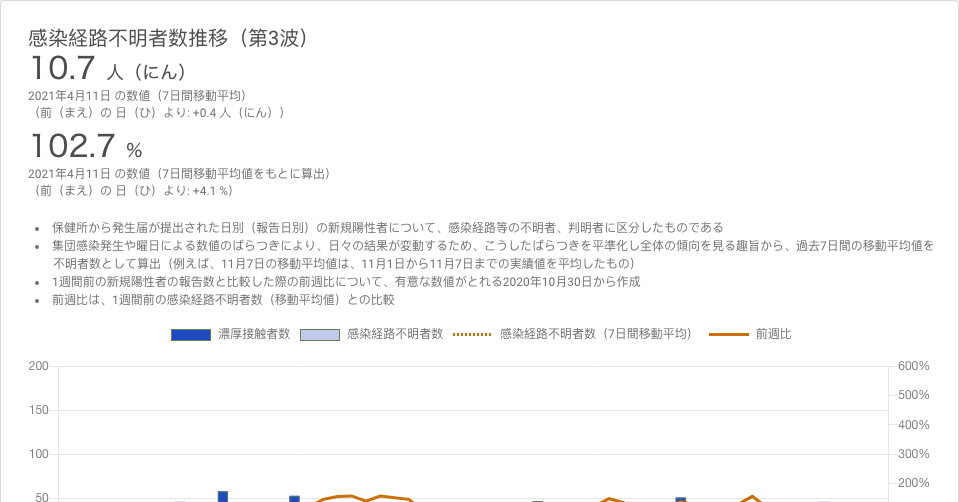 感染経路不明者数推移（第3波）
10.7 人（にん）
2021年4月11日 の数値（7日間移動平均）
（前（まえ）の 日（ひ）より: +0.4 人（にん））
102.7 %
2021年4月11日 の数値（7日間移動平均値をもとに算出）
（前（まえ）の 日（ひ）より: +4.1 %）
• 保健所から発生届が提出された日別（報告日別）の新規陽性者について、感染経路等の不明者、判明者に区分したものである
• 集団感染発生や曜日による数値のばらつきにより、日々の結果が変動するため、こうしたばらつきを平準化し全体の傾向を見る趣旨から、過去7日間の移動平均値を
不明者数として算出（例えば、11月7日の移動平均値は、11月1日から11月7日までの実績値を平均したもの）
• 1週間前の新規陽性者の報告数と比較した際の前週比について、有意な数値がとれる2020年10月30日から作成
• 前週比は、1週間前の感染経路不明者数（移動平均値）との比較
濃厚接触者数 感染経路不明者数 感染経路不明者数（7日間移動平均） 前週比
200 600%
500%
150
400%
100 300%
200%
50